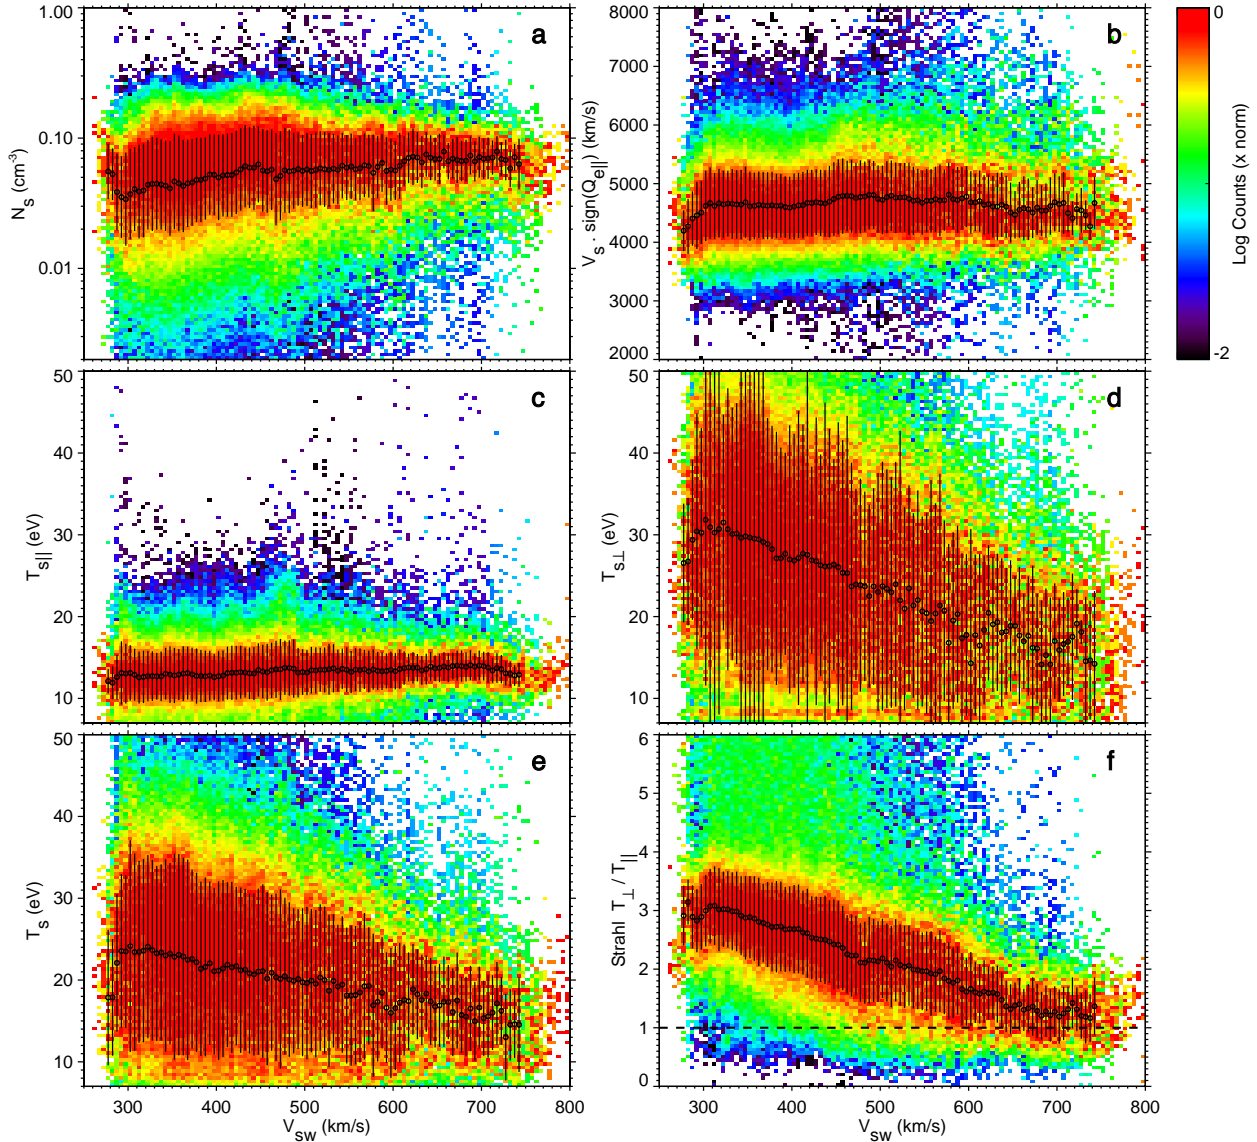 1.00
0.10
0.01
N_s (cm^-3)
a
8000
7000
6000
5000
4000
3000
2000
V_s · sign(Q_e||) (km/s)
b
0
-2
Log Counts (x norm)
50
40
30
20
10
T_s|| (eV)
c
50
40
30
20
10
T_s⊥ (eV)
d
50
40
30
20
10
T_s (eV)
e
300 400 500 600 700 800
V_sw (km/s)
6
5
4
3
2
1
0
Strahl T_⊥ / T_||
f
300 400 500 600 700 800
V_sw (km/s)